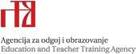 Agencija za odgoj i obrazovanje
Education and Teacher Training Agency